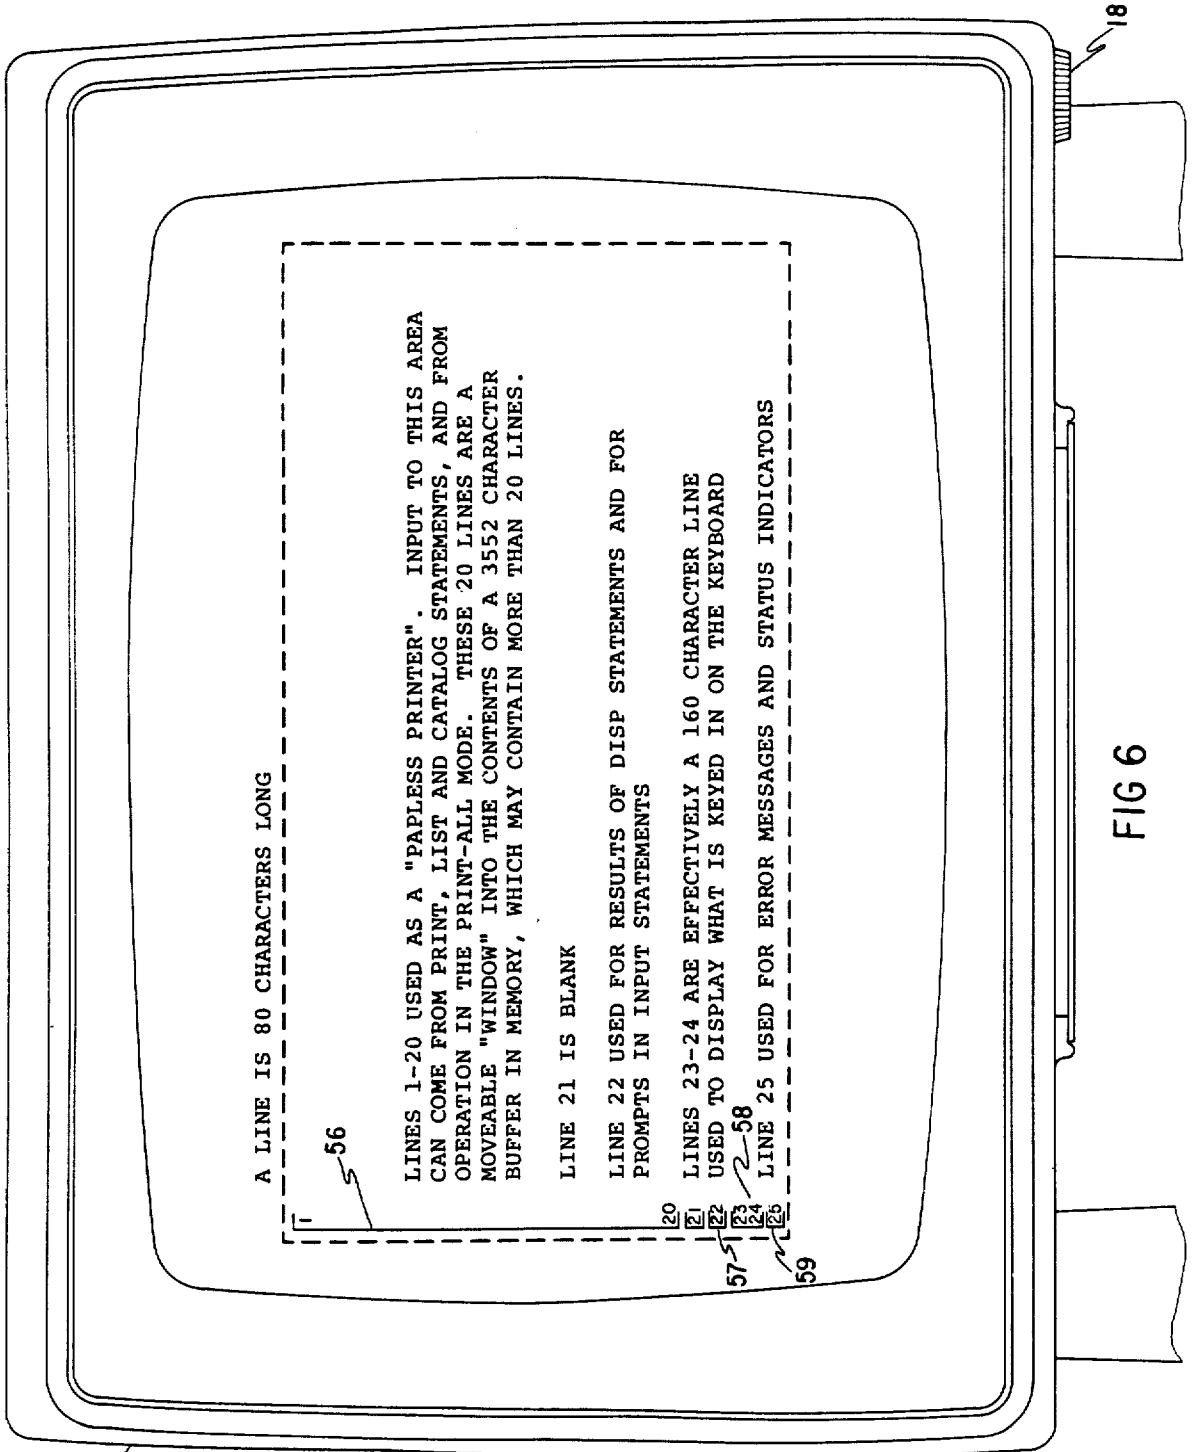 A LINE IS 80 CHARACTERS LONG
1
56
LINES 1-20 USED AS A "PAPLESS PRINTER". INPUT TO THIS AREA
CAN COME FROM PRINT, LIST AND CATALOG STATEMENTS, AND FROM
OPERATION IN THE PRINT-ALL MODE. THESE 20 LINES ARE A
MOVEABLE "WINDOW" INTO THE CONTENTS OF A 3552 CHARACTER
BUFFER IN MEMORY, WHICH MAY CONTAIN MORE THAN 20 LINES.
LINE 21 IS BLANK
LINE 22 USED FOR RESULTS OF DISP STATEMENTS AND FOR
PROMPTS IN INPUT STATEMENTS
20
21
LINES 23-24 ARE EFFECTIVELY A 160 CHARACTER LINE
22
USED TO DISPLAY WHAT IS KEYED IN ON THE KEYBOARD
57
23
58
24
LINE 25 USED FOR ERROR MESSAGES AND STATUS INDICATORS
25
59
18
FIG 6